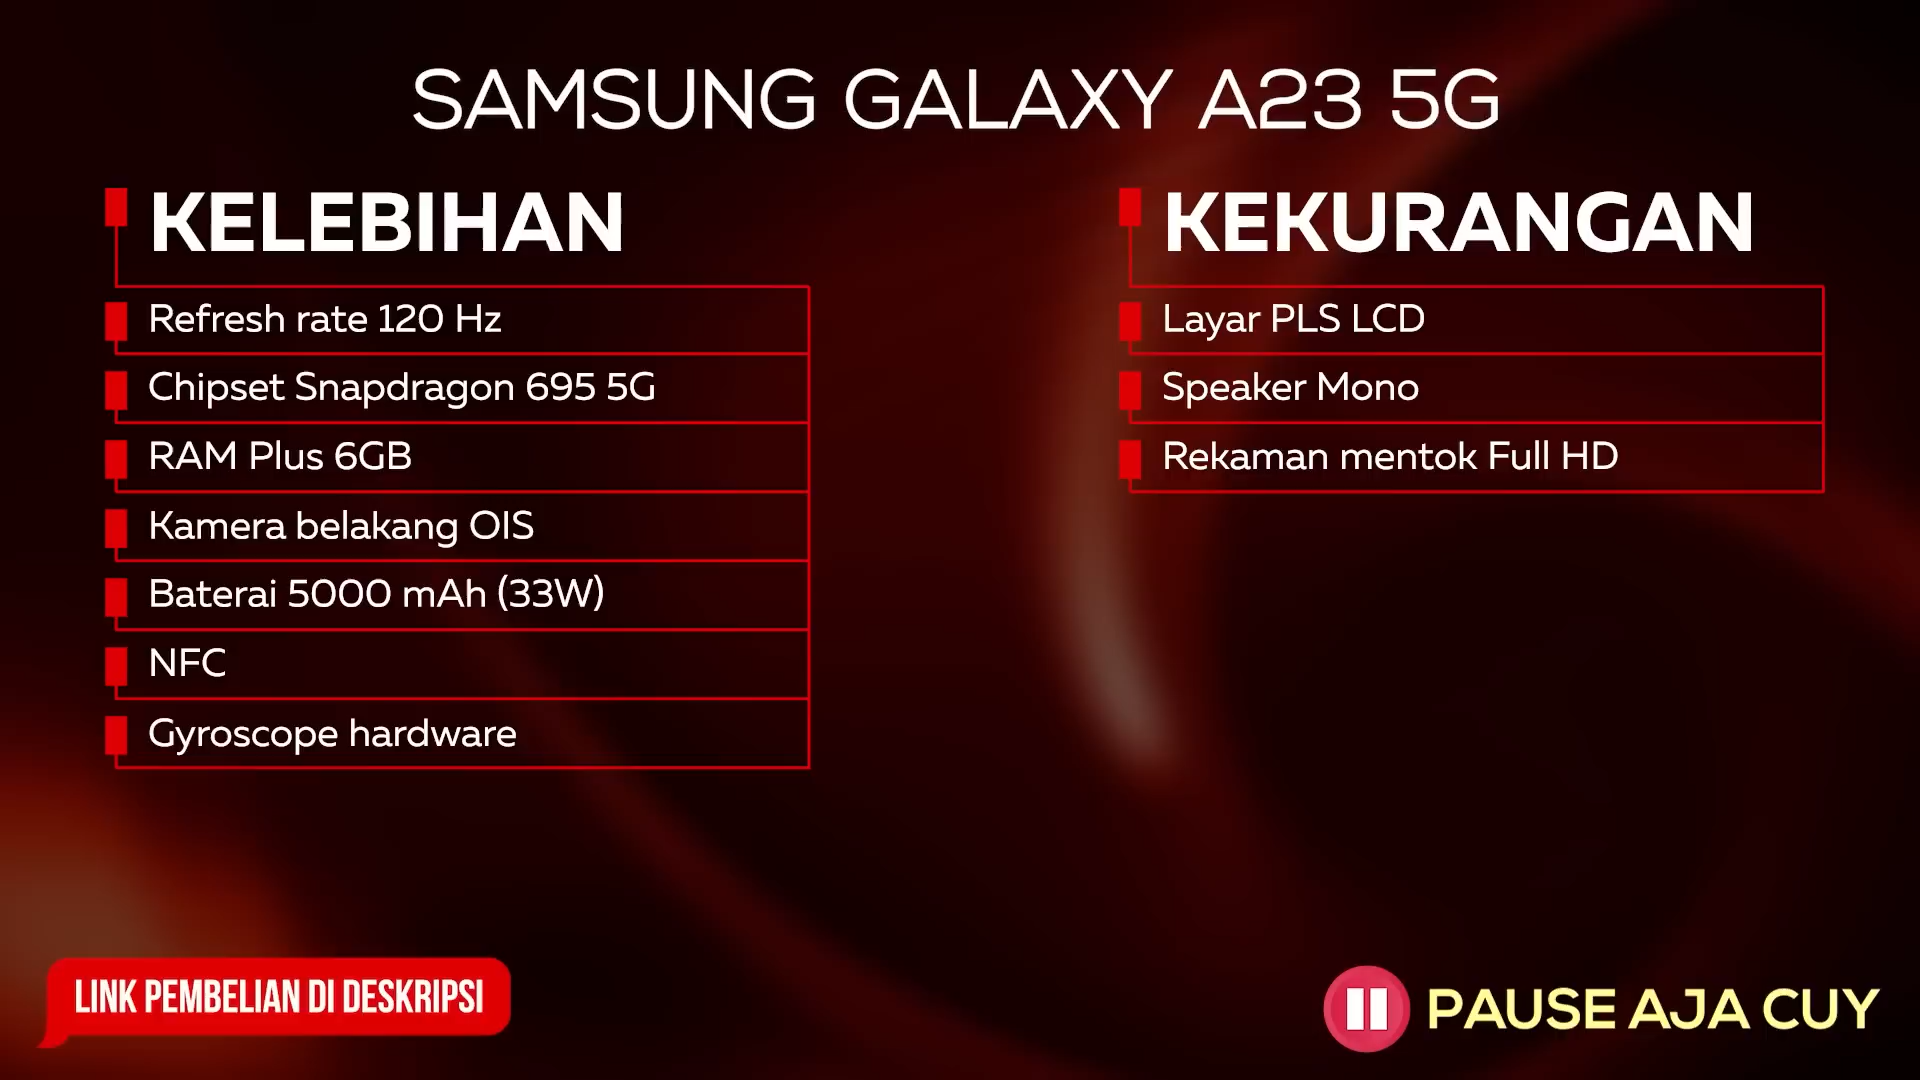 SAMSUNG GALAXY A23 5G
KELEBIHAN
Refresh rate 120 Hz
Chipset Snapdragon 695 5G
RAM Plus 6GB
Kamera belakang OIS
Baterai 5000 mAh (33W)
NFC
Gyroscope hardware
KEKURANGAN
Layar PLS LCD
Speaker Mono
Rekaman mentok Full HD
LINK PEMBELIAN DI DESKRIPSI
PAUSE AJA CUY